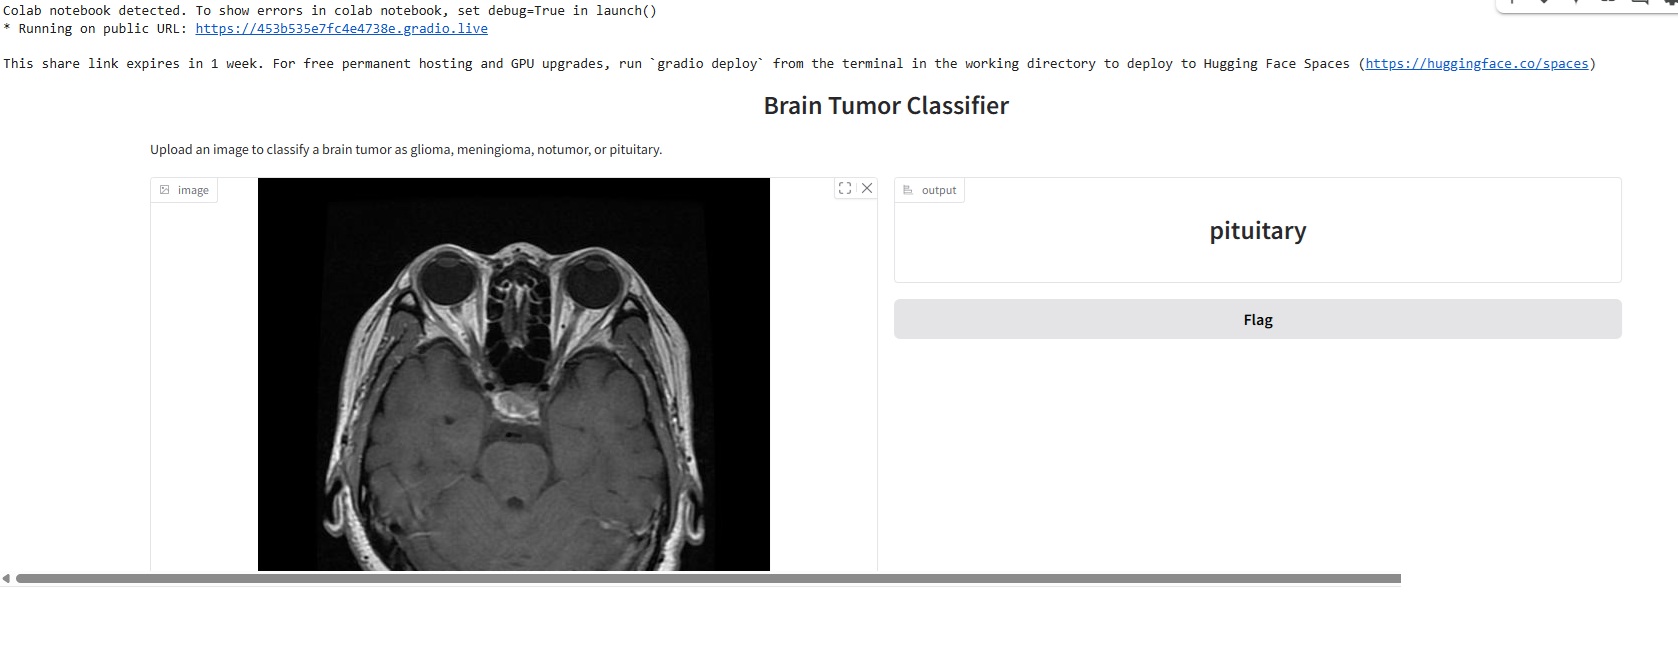 Colab notebook detected. To show errors in colab notebook, set debug=True in launch()
* Running on public URL: https://453b535e7fc4e4738e.gradio.live
This share link expires in 1 week. For free permanent hosting and GPU upgrades, run `gradio deploy` from the terminal in the working directory to deploy to Hugging Face Spaces (https://huggingface.co/spaces)
Brain Tumor Classifier
Upload an image to classify a brain tumor as glioma, meningioma, notumor, or pituitary.
image
output
pituitary
Flag